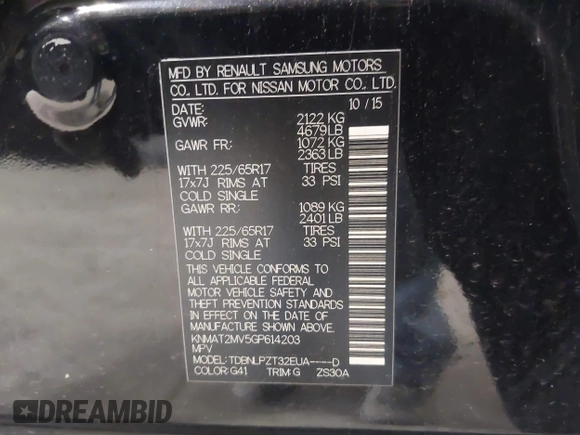 MFD BY RENAULT SAMSUNG MOTORS
CO., LTD. FOR NISSAN MOTOR CO., LTD.
DATE: 10 / 15
GVWR: 2122 KG
4679 LB
GAWR FR: 1072 KG
2363 LB
WITH 225/65R17 TIRES
17x7J RIMS AT 33 PSI
COLD SINGLE
GAWR RR: 1089 KG
2401 LB
WITH 225/65R17 TIRES
17x7J RIMS AT 33 PSI
COLD SINGLE
THIS VEHICLE CONFORMS TO
ALL APPLICABLE FEDERAL
MOTOR VEHICLE SAFETY AND
THEFT PREVENTION STANDARDS
IN EFFECT ON THE DATE OF
MANUFACTURE SHOWN ABOVE.
KNMAT2MV5GP614203
MPV
MODEL: TDBNLPZT32EUA----D
COLOR: G41 TRIM: G ZS30A
DREAMBID